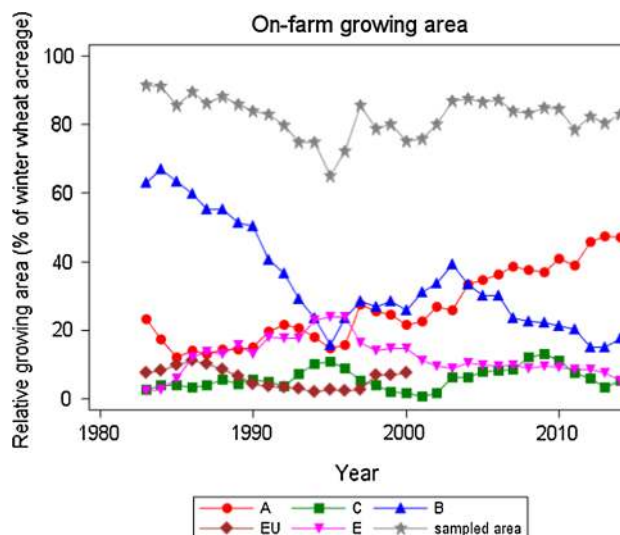 On-farm growing area
Relative growing area (% of winter wheat acreage)
100
80
60
40
20
0
1980 1990 2000 2010
Year
A C B
EU E sampled area